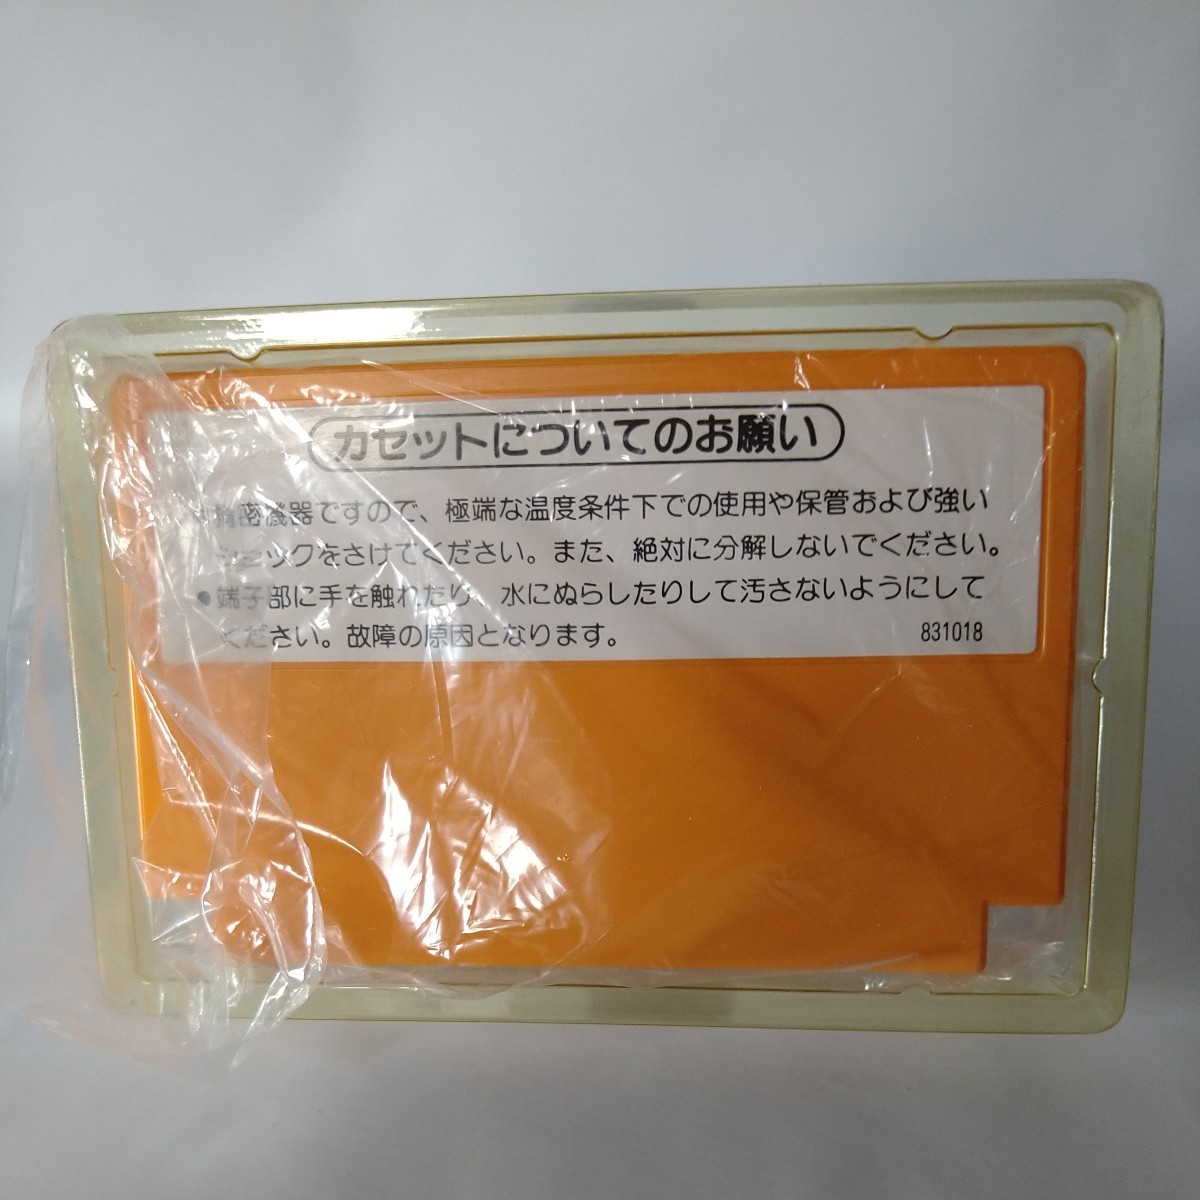 カセットについてのお願い
●精密機器ですので、極端な温度条件下での使用や保管および強い
ショックをさけてください。また、絶対に分解しないでください。
●端子部に手を触れたり、水にぬらしたりして汚さないようにして
ください。故障の原因となります。 831018